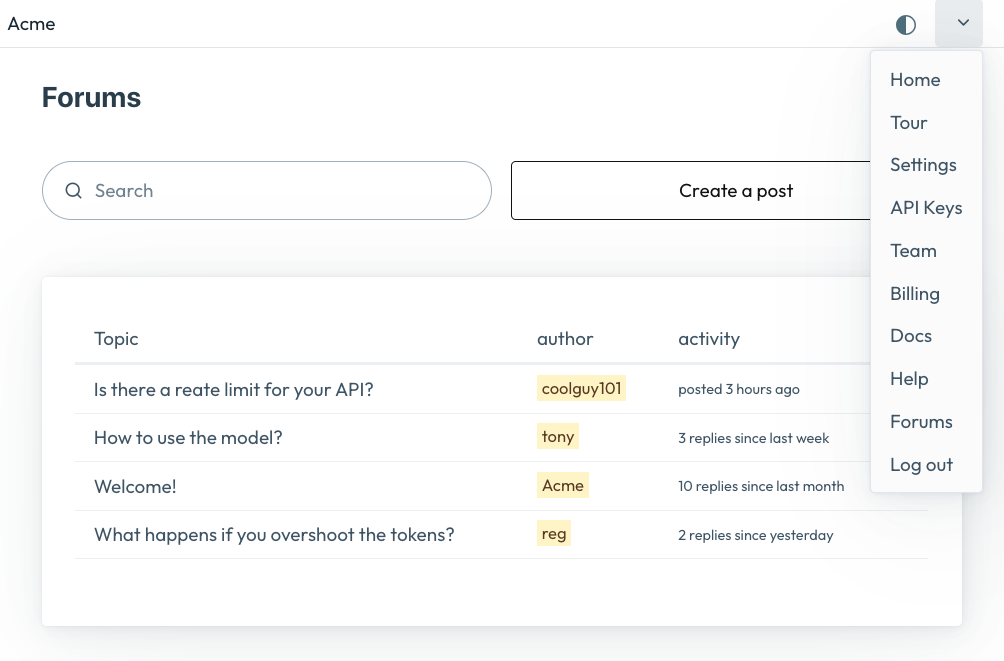 Acme
Forums
Search
Create a post
Home
Tour
Settings
API Keys
Team
Billing
Docs
Help
Forums
Log out
Topic author activity
Is there a reate limit for your API? coolguy101 posted 3 hours ago
How to use the model? tony 3 replies since last week
Welcome! Acme 10 replies since last month
What happens if you overshoot the tokens? reg 2 replies since yesterday